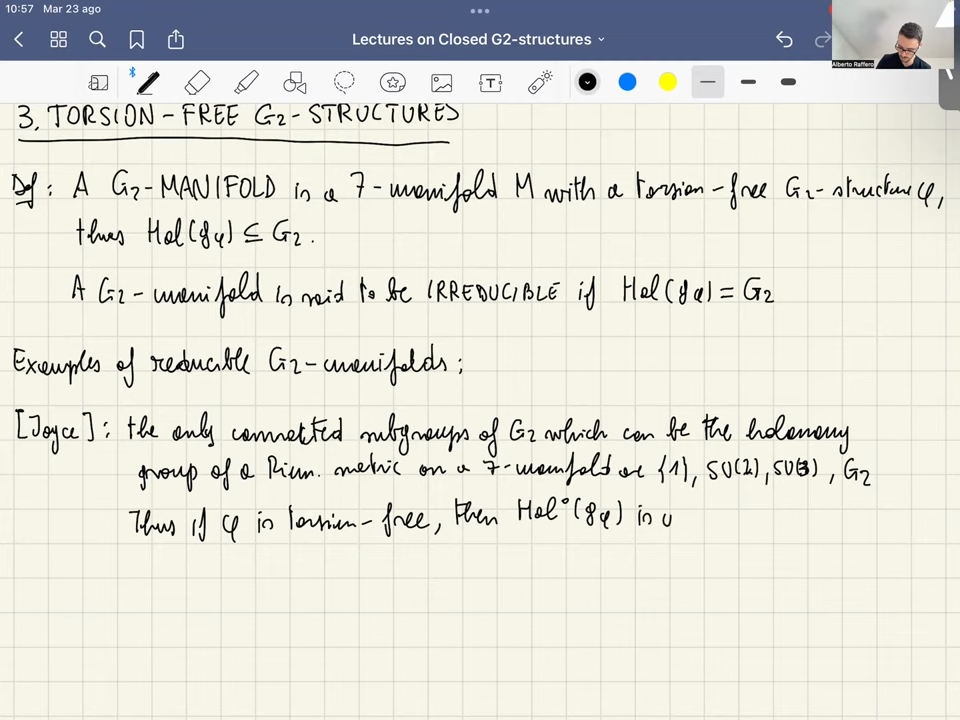 10:57 Mar 23 ago
Lectures on Closed G2-structures
Alberto Raffero
3. TORSION-FREE G₂-STRUCTURES
Def: A G₂-MANIFOLD is a 7-manifold M with a torsion-free G₂-structure φ,
thus Hol(gφ) ⊆ G₂.
A G₂-manifold is said to be IRREDUCIBLE if Hol(gφ) = G₂
Examples of reducible G₂-manifolds:
[Joyce]: the only connected subgroups of G₂ which can be the holonomy
group of a Riem. metric on a 7-manifold are {1}, SU(2), SU(3), G₂
Thus if φ is torsion-free, then Hol°(gφ) is o